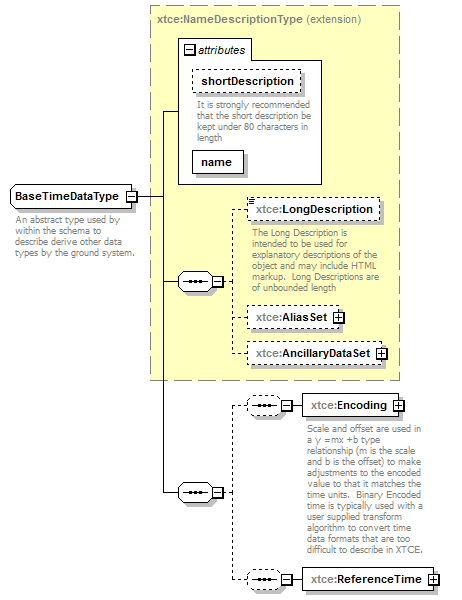 xtce:NameDescriptionType (extension)
attributes
shortDescription
It is strongly recommended
that the short description be
kept under 80 characters in
length
name
BaseTimeDataType
An abstract type used by
within the schema to
describe derive other data
types by the ground system.
xtce:LongDescription
The Long Description is
intended to be used for
explanatory descriptions of the
object and may include HTML
markup.  Long Descriptions are
of unbounded length
xtce:AliasSet
xtce:AncillaryDataSet
xtce:Encoding
Scale and offset are used in
a y =mx +b type
relationship (m is the scale
and b is the offset) to make
adjustments to the encoded
value to that it matches the
time units.  Binary Encoded
time is typically used with a
user supplied transform
algorithm to convert time
data formats that are too
difficult to describe in XTCE.
xtce:ReferenceTime